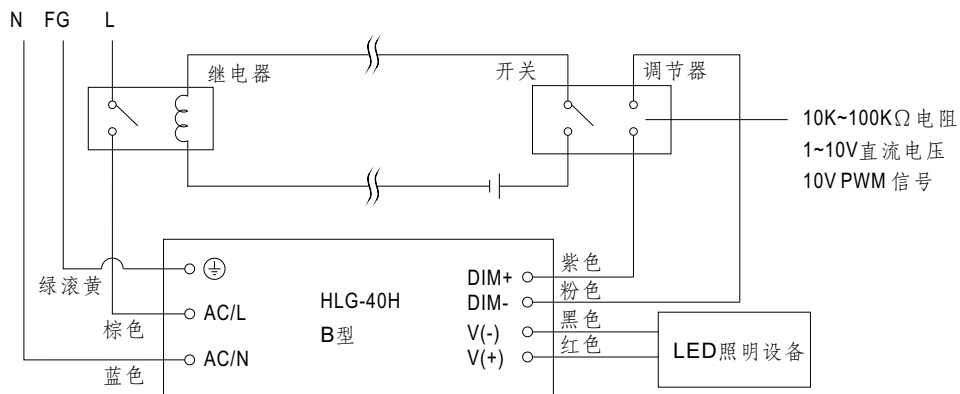 N FG L
继电器
开关
调节器
10K~100KΩ电阻
1~10V直流电压
10V PWM 信号
绿滚黄
棕色
AC/L
蓝色
AC/N
HLG-40H
B型
DIM+
紫色
DIM-
粉色
V(-)
黑色
V(+)
红色
LED照明设备